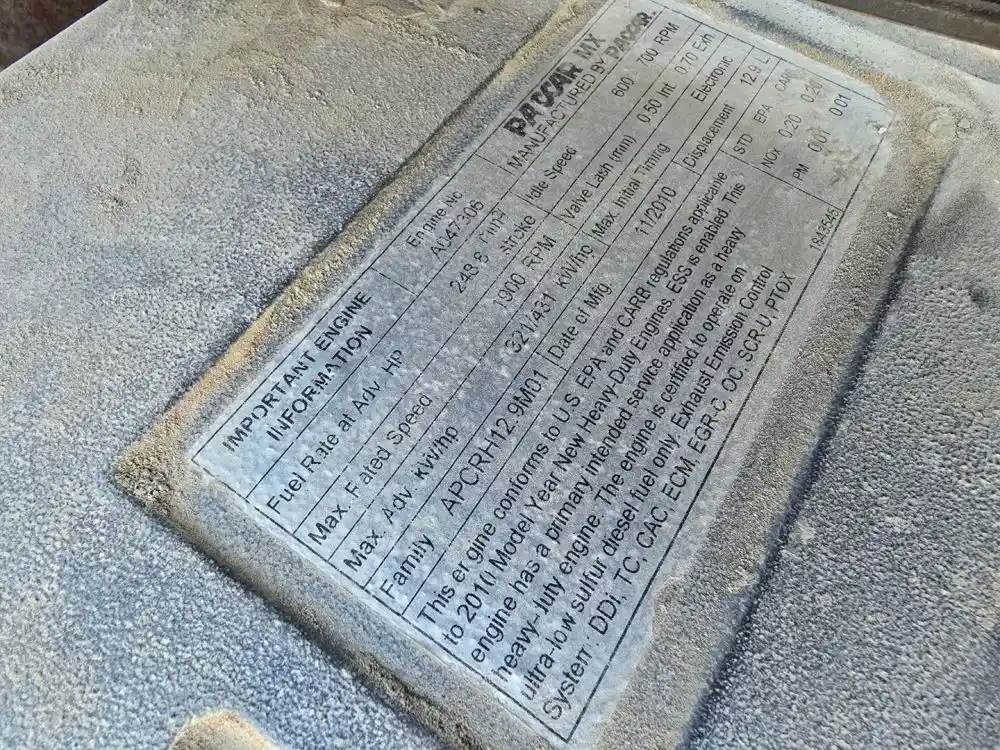 IMPORTANT ENGINE INFORMATION
Engine No.
PACCAR MX
MANUFACTURED BY PACCAR.
Fuel Rate at Adv. HP
243.8 stroke
Idle Speed 600 700 RPM
Max. Rated Speed 1900 RPM
Valve Lash (mm) 0.50 Int. 0.70 Exh.
Max. Adv. kW/hp 321/431 kW/hp
Max. Initial Timing Electronic
Family APCRH12.9M01
Date of Mfg. 11/2010
Displacement 12.9 L
This engine conforms to U.S. EPA and CARB regulations applicable
to 2010 Model Year New Heavy-Duty Engines. ESS is enabled. This
engine has a primary intended service application as a heavy
heavy-duty engine. The engine is certified to operate on
ultra-low sulfur diesel fuel only. Exhaust Emission Control
System: DDI, TC, CAC, ECM, EGR-C, OC, SCR-U, PTOX
STD EPA
NOX 0.20 0.20
PM 0.01 0.01